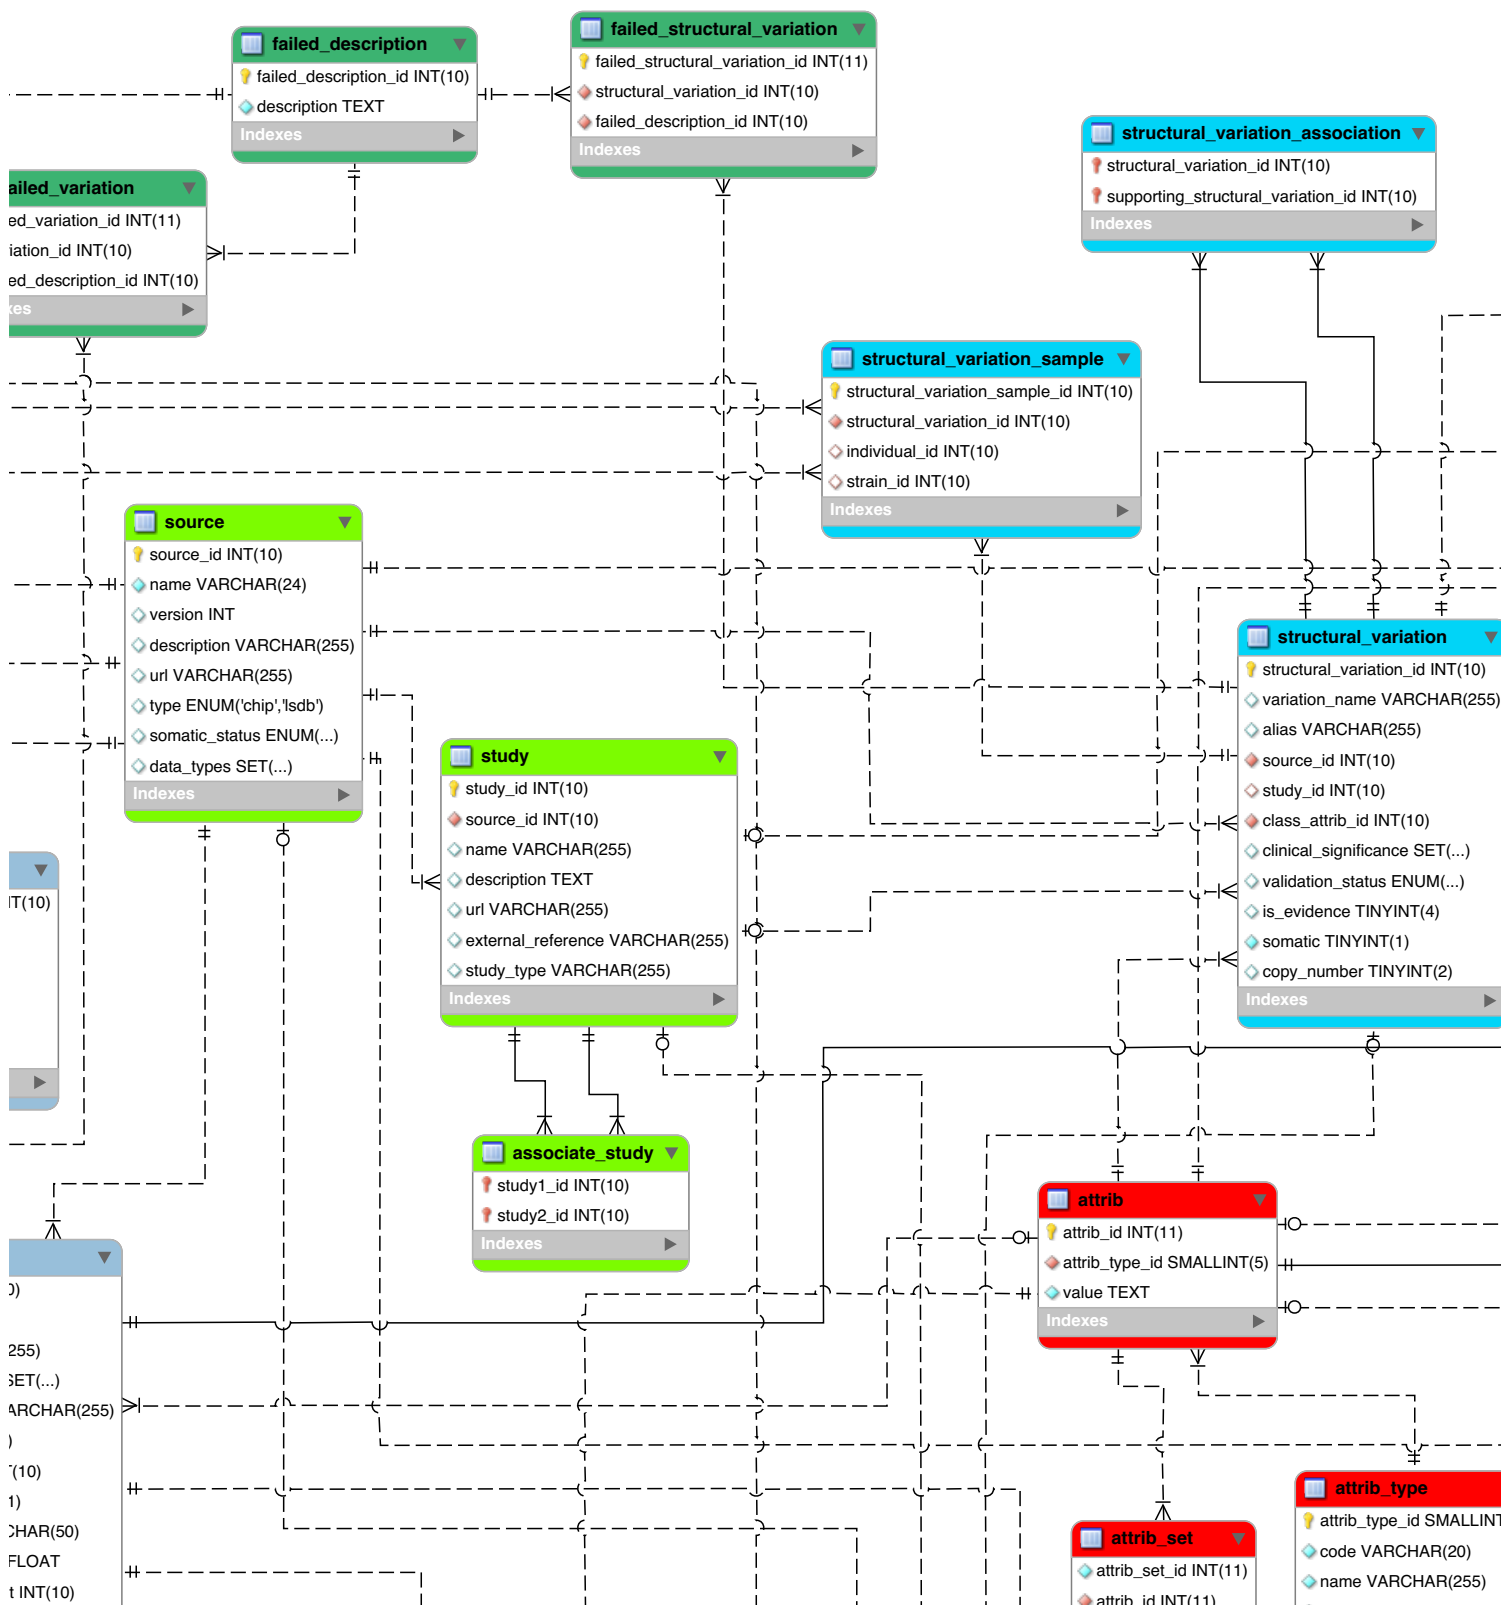 failed_description
failed_description_id INT(10)
description TEXT
Indexes
failed_structural_variation
failed_structural_variation_id INT(11)
structural_variation_id INT(10)
failed_description_id INT(10)
Indexes
structural_variation_association
structural_variation_id INT(10)
supporting_structural_variation_id INT(10)
Indexes
ailed_variation
ed_variation_id INT(11)
iation_id INT(10)
ed_description_id INT(10)
xes
structural_variation_sample
structural_variation_sample_id INT(10)
structural_variation_id INT(10)
individual_id INT(10)
strain_id INT(10)
Indexes
source
source_id INT(10)
name VARCHAR(24)
version INT
description VARCHAR(255)
url VARCHAR(255)
type ENUM('chip','lsdb')
somatic_status ENUM(...)
data_types SET(...)
Indexes
structural_variation
structural_variation_id INT(10)
variation_name VARCHAR(255)
alias VARCHAR(255)
source_id INT(10)
study_id INT(10)
class_attrib_id INT(10)
clinical_significance SET(...)
validation_status ENUM(...)
is_evidence TINYINT(4)
somatic TINYINT(1)
copy_number TINYINT(2)
Indexes
study
study_id INT(10)
source_id INT(10)
name VARCHAR(255)
description TEXT
url VARCHAR(255)
external_reference VARCHAR(255)
study_type VARCHAR(255)
Indexes
IT(10)
associate_study
study1_id INT(10)
study2_id INT(10)
Indexes
attrib
attrib_id INT(11)
attrib_type_id SMALLINT(5)
value TEXT
Indexes
0)
255)
SET(...)
ARCHAR(255)
)
T(10)
1)
CHAR(50)
FLOAT
t INT(10)
attrib_set
attrib_set_id INT(11)
attrib_id INT(11)
attrib_type
attrib_type_id SMALLINT
code VARCHAR(20)
name VARCHAR(255)